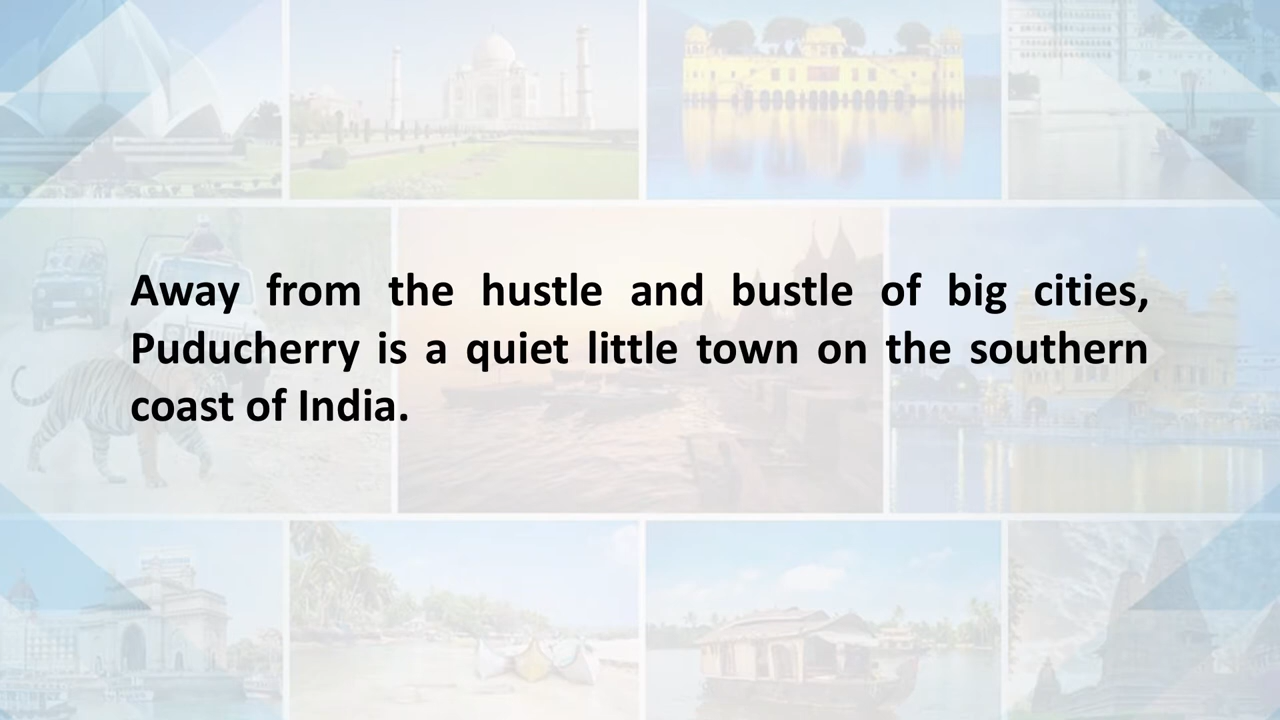 Away from the hustle and bustle of big cities,
Puducherry is a quiet little town on the southern
coast of India.